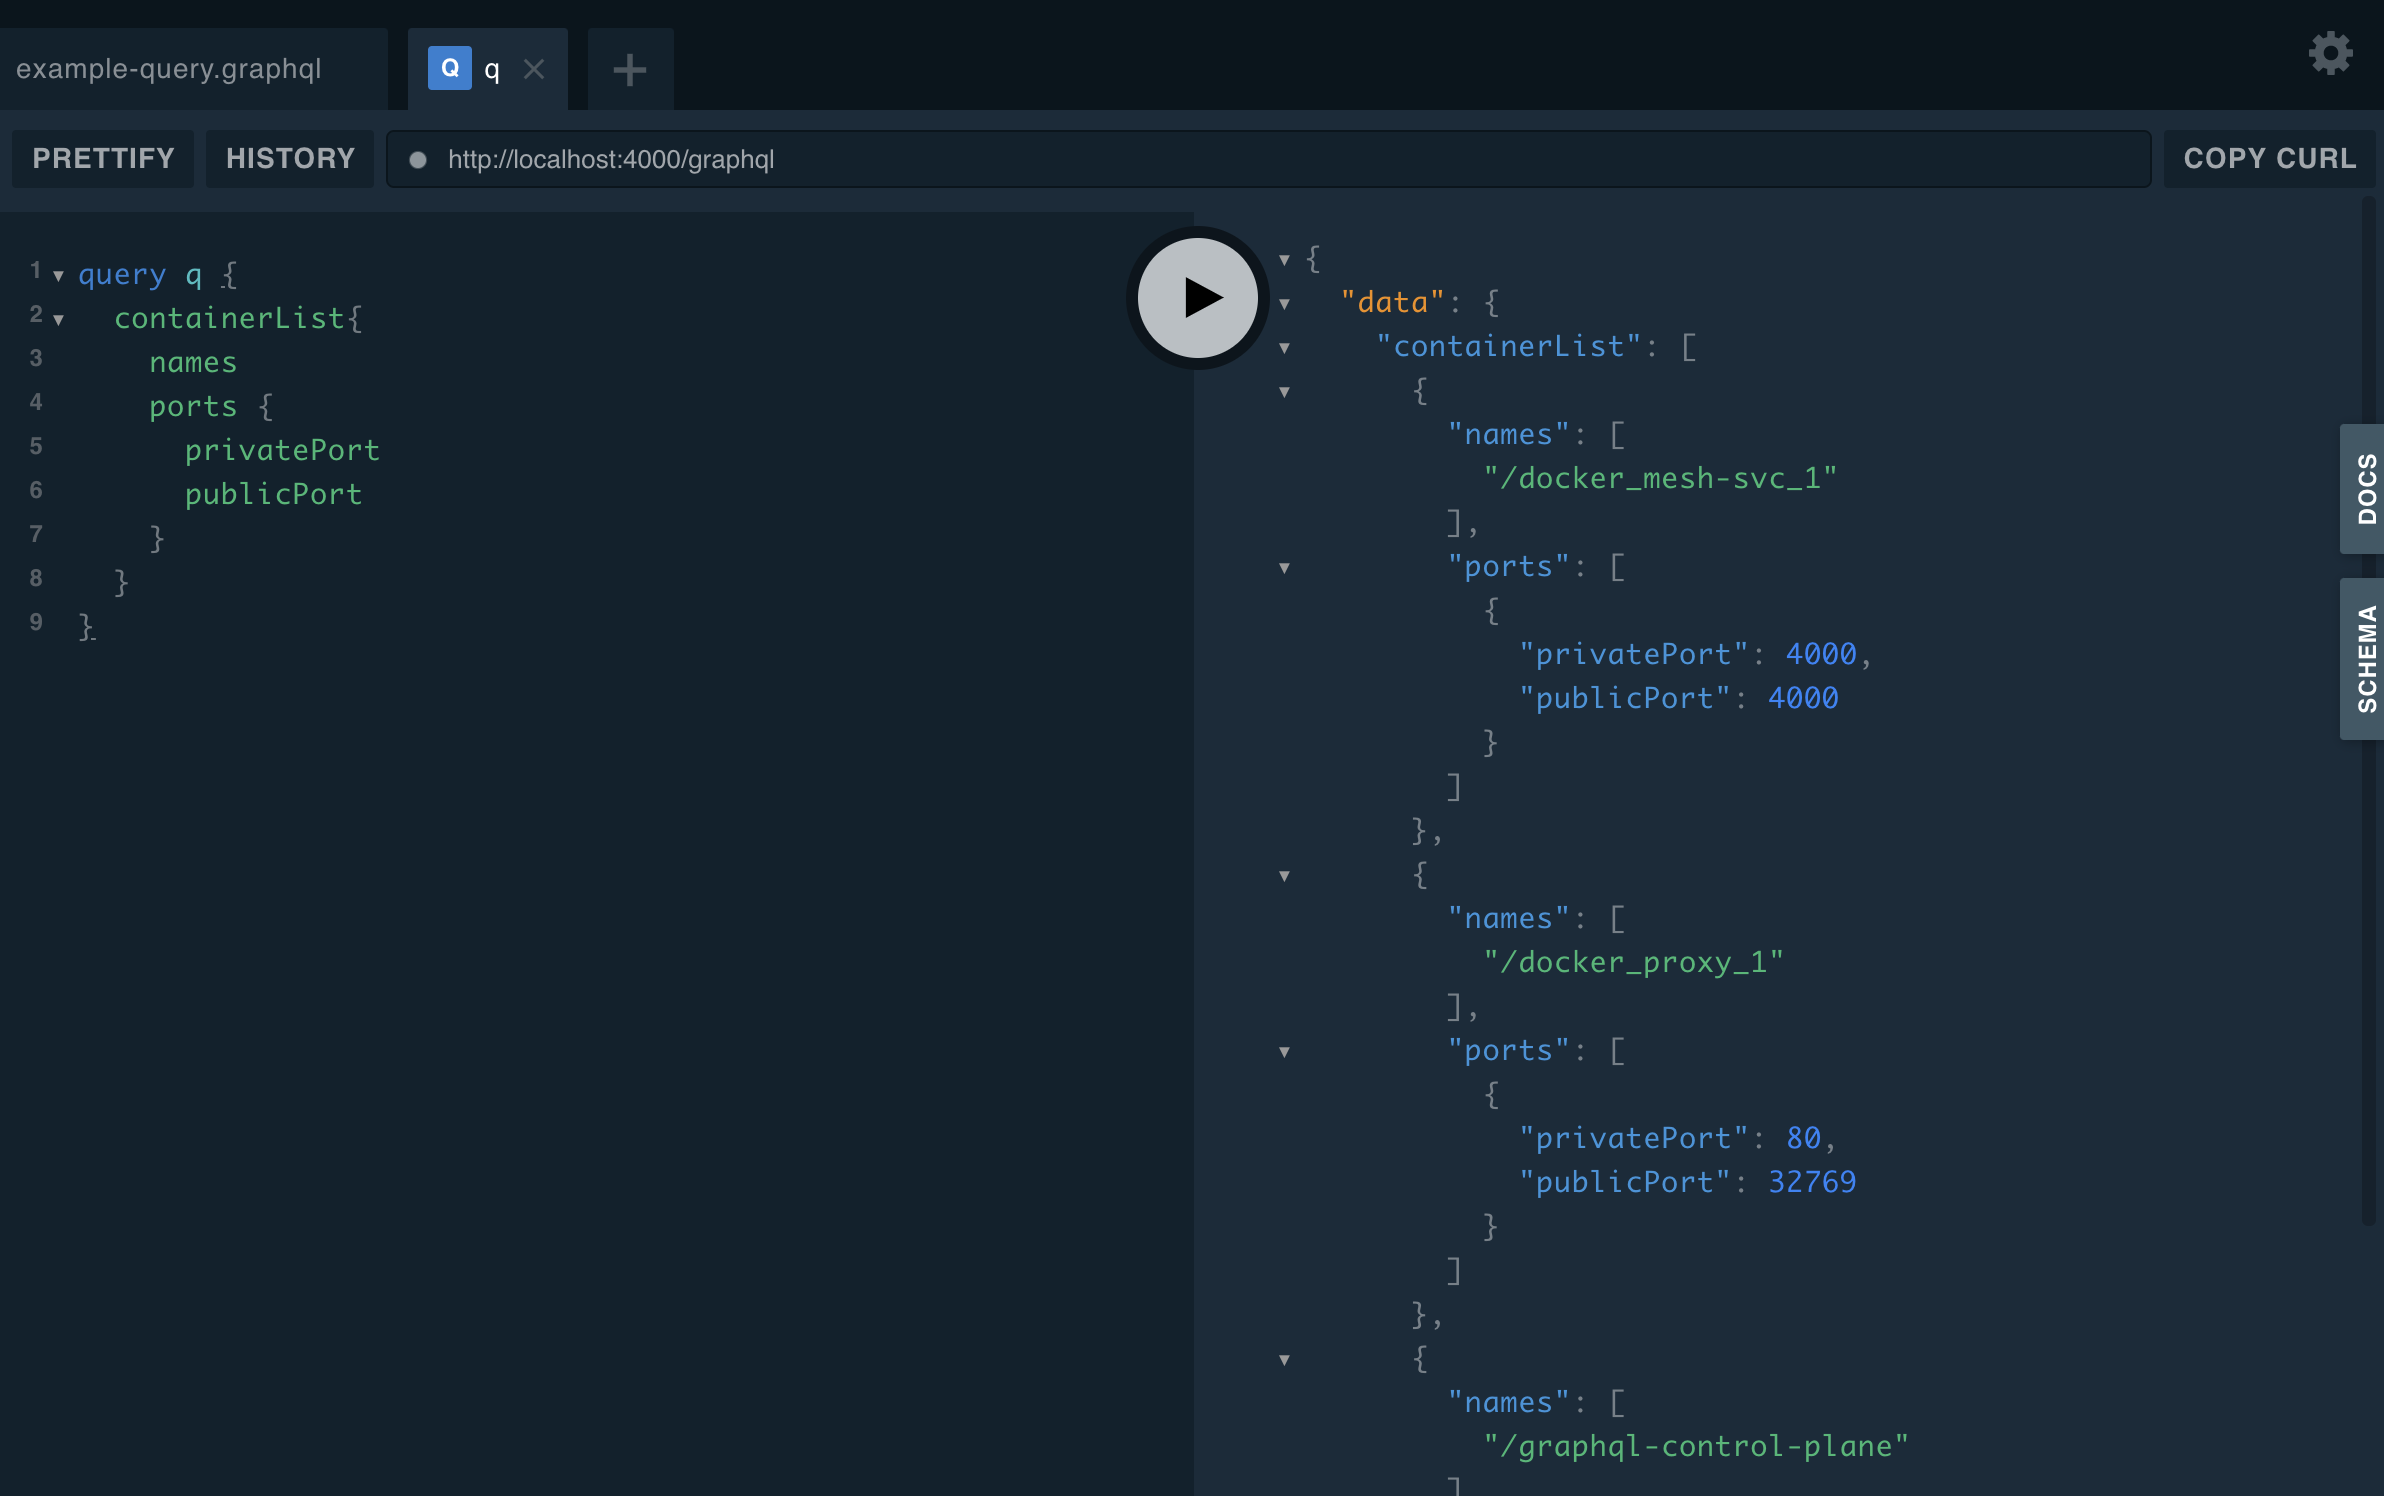 example-query.graphql
Q q
PRETTIFY HISTORY http://localhost:4000/graphql COPY CURL
1 query q {
2 containerList{
3 names
4 ports {
5 privatePort
6 publicPort
7 }
8 }
9 }
{
"data": {
"containerList": [
{
"names": [
"/docker_mesh-svc_1"
],
"ports": [
{
"privatePort": 4000,
"publicPort": 4000
}
]
},
{
"names": [
"/docker_proxy_1"
],
"ports": [
{
"privatePort": 80,
"publicPort": 32769
}
]
},
{
"names": [
"/graphql-control-plane"
]
DOCS
SCHEMA